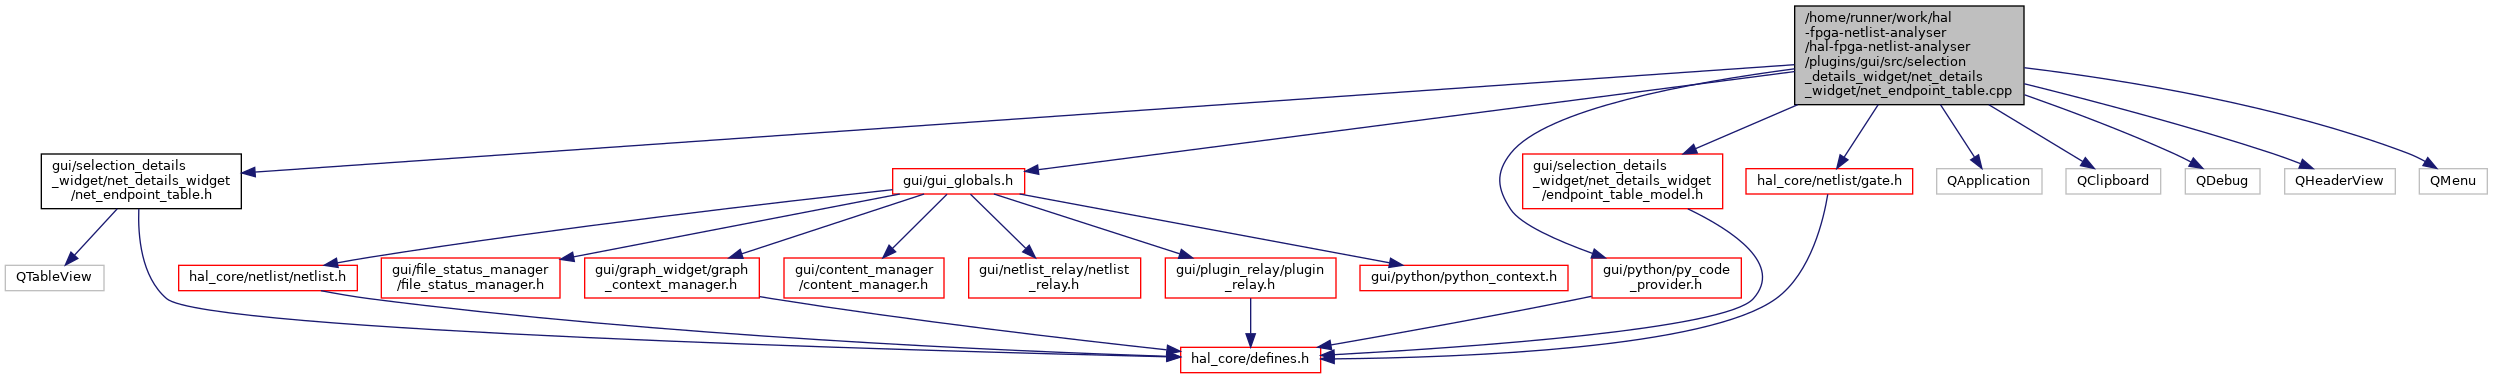 /home/runner/work/hal
-fpga-netlist-analyser
/hal-fpga-netlist-analyser
/plugins/gui/src/selection
_details_widget/net_details
_widget/net_endpoint_table.cpp
gui/selection_details
_widget/net_details_widget
/net_endpoint_table.h
gui/gui_globals.h
gui/selection_details
_widget/net_details_widget
/endpoint_table_model.h
hal_core/netlist/gate.h
QApplication
QClipboard
QDebug
QHeaderView
QMenu
QTableView
hal_core/netlist/netlist.h
gui/file_status_manager
/file_status_manager.h
gui/graph_widget/graph
_context_manager.h
gui/content_manager
/content_manager.h
gui/netlist_relay/netlist
_relay.h
gui/plugin_relay/plugin
_relay.h
gui/python/python_context.h
gui/python/py_code
_provider.h
hal_core/defines.h